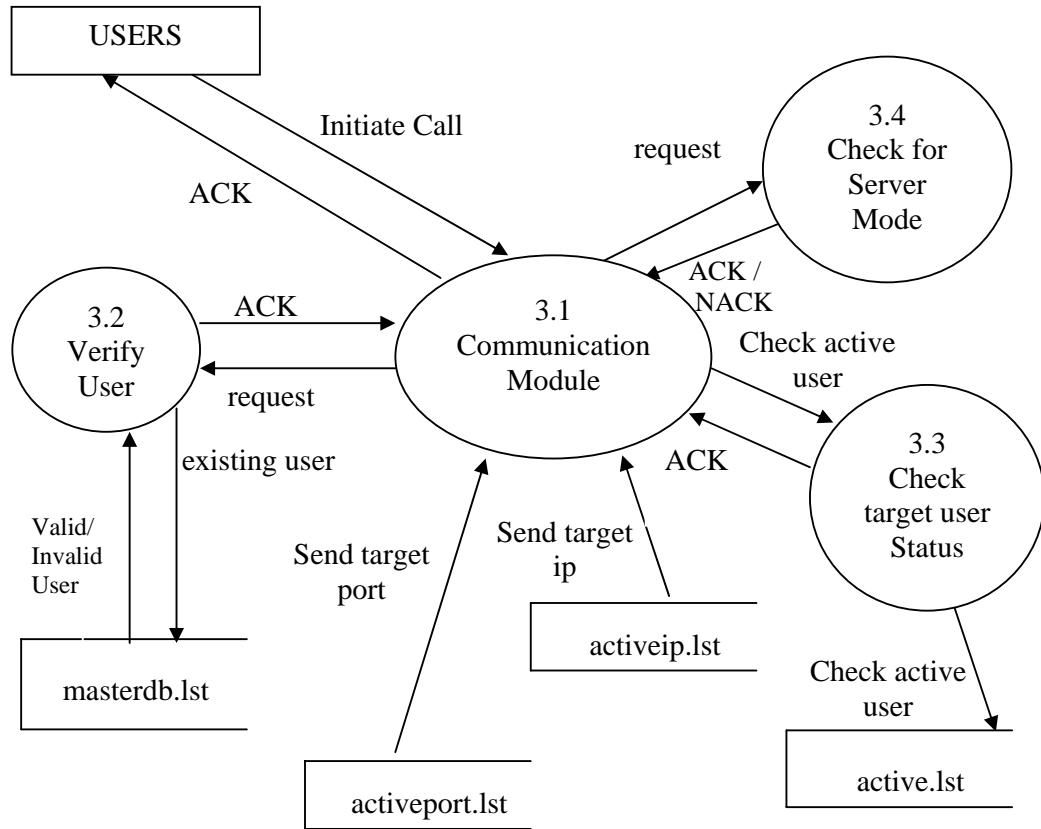 USERS
Initiate Call
ACK
request
3.4
Check for
Server
Mode
ACK /
NACK
3.2
Verify
User
ACK
request
3.1
Communication
Module
Check active
user
ACK
3.3
Check
target user
Status
existing user
Valid/
Invalid
User
Send target
port
Send target
ip
masterdb.lst
activeip.lst
Check active
user
activeport.lst
active.lst